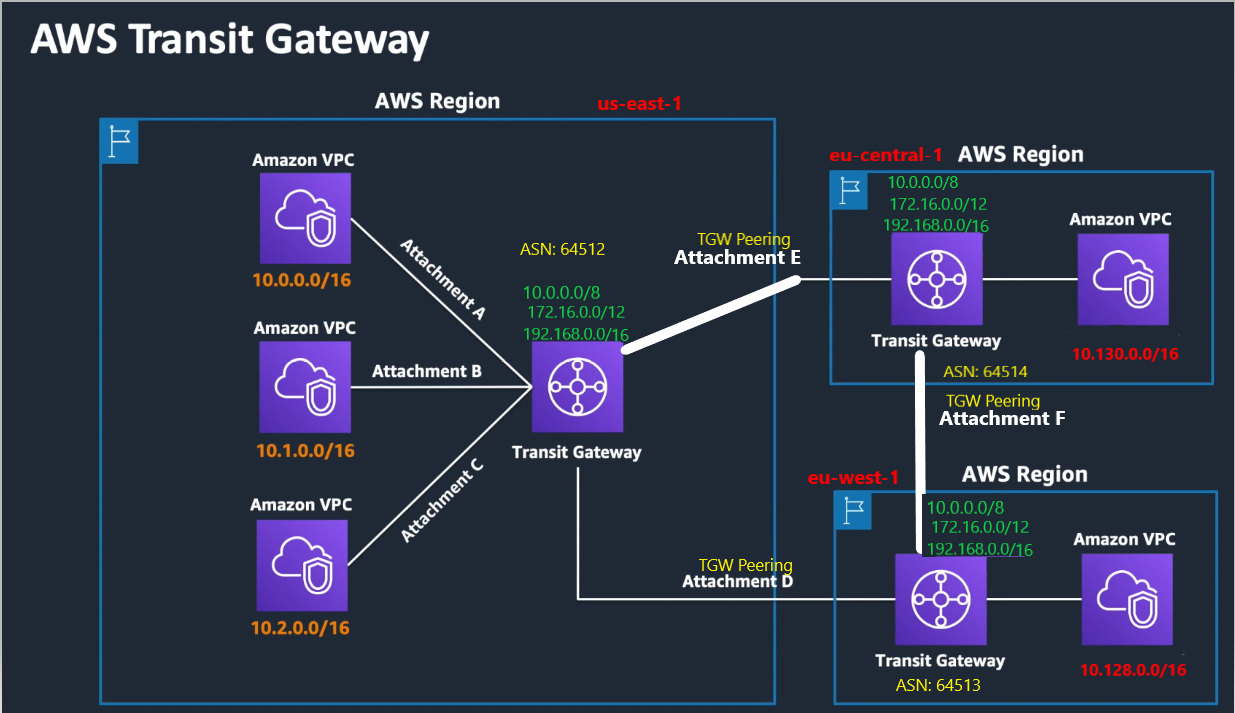 AWS Transit Gateway
AWS Region
us-east-1
Amazon VPC
10.0.0.0/16
Attachment A
Amazon VPC
10.1.0.0/16
Attachment B
Amazon VPC
10.2.0.0/16
Attachment C
ASN: 64512
10.0.0.0/8
172.16.0.0/12
192.168.0.0/16
Transit Gateway
TGW Peering
Attachment E
TGW Peering
Attachment D
eu-central-1
AWS Region
10.0.0.0/8
172.16.0.0/12
192.168.0.0/16
Transit Gateway
ASN: 64514
Amazon VPC
10.130.0.0/16
TGW Peering
Attachment F
eu-west-1
AWS Region
10.0.0.0/8
172.16.0.0/12
192.168.0.0/16
Transit Gateway
ASN: 64513
Amazon VPC
10.128.0.0/16